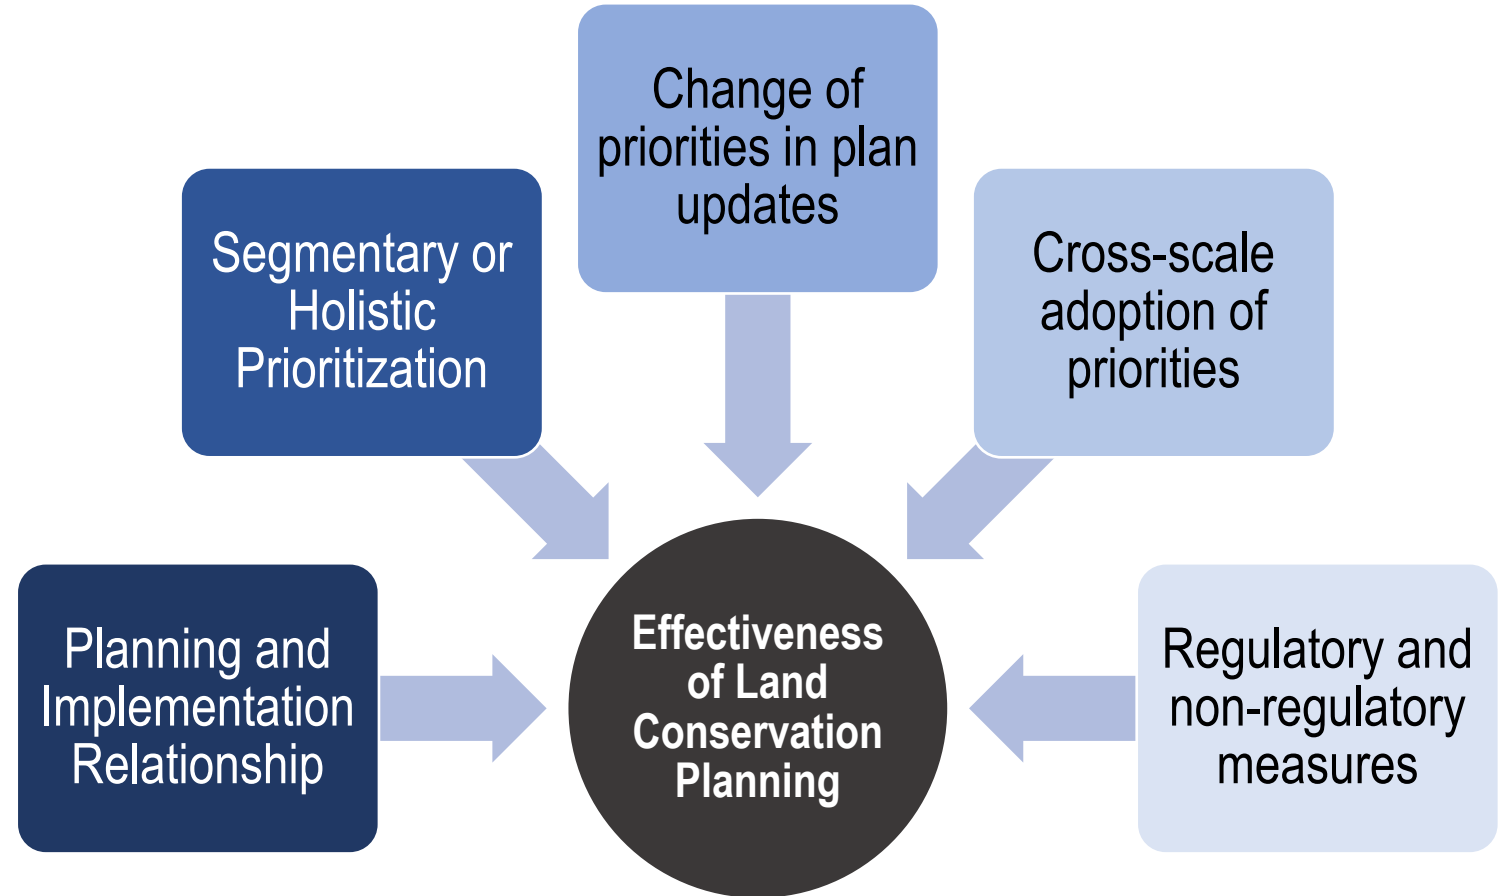 Change of
priorities in plan
updates
Segmentary or
Holistic
Prioritization
Cross-scale
adoption of
priorities
Planning and
Implementation
Relationship
Effectiveness
of Land
Conservation
Planning
Regulatory and
non-regulatory
measures